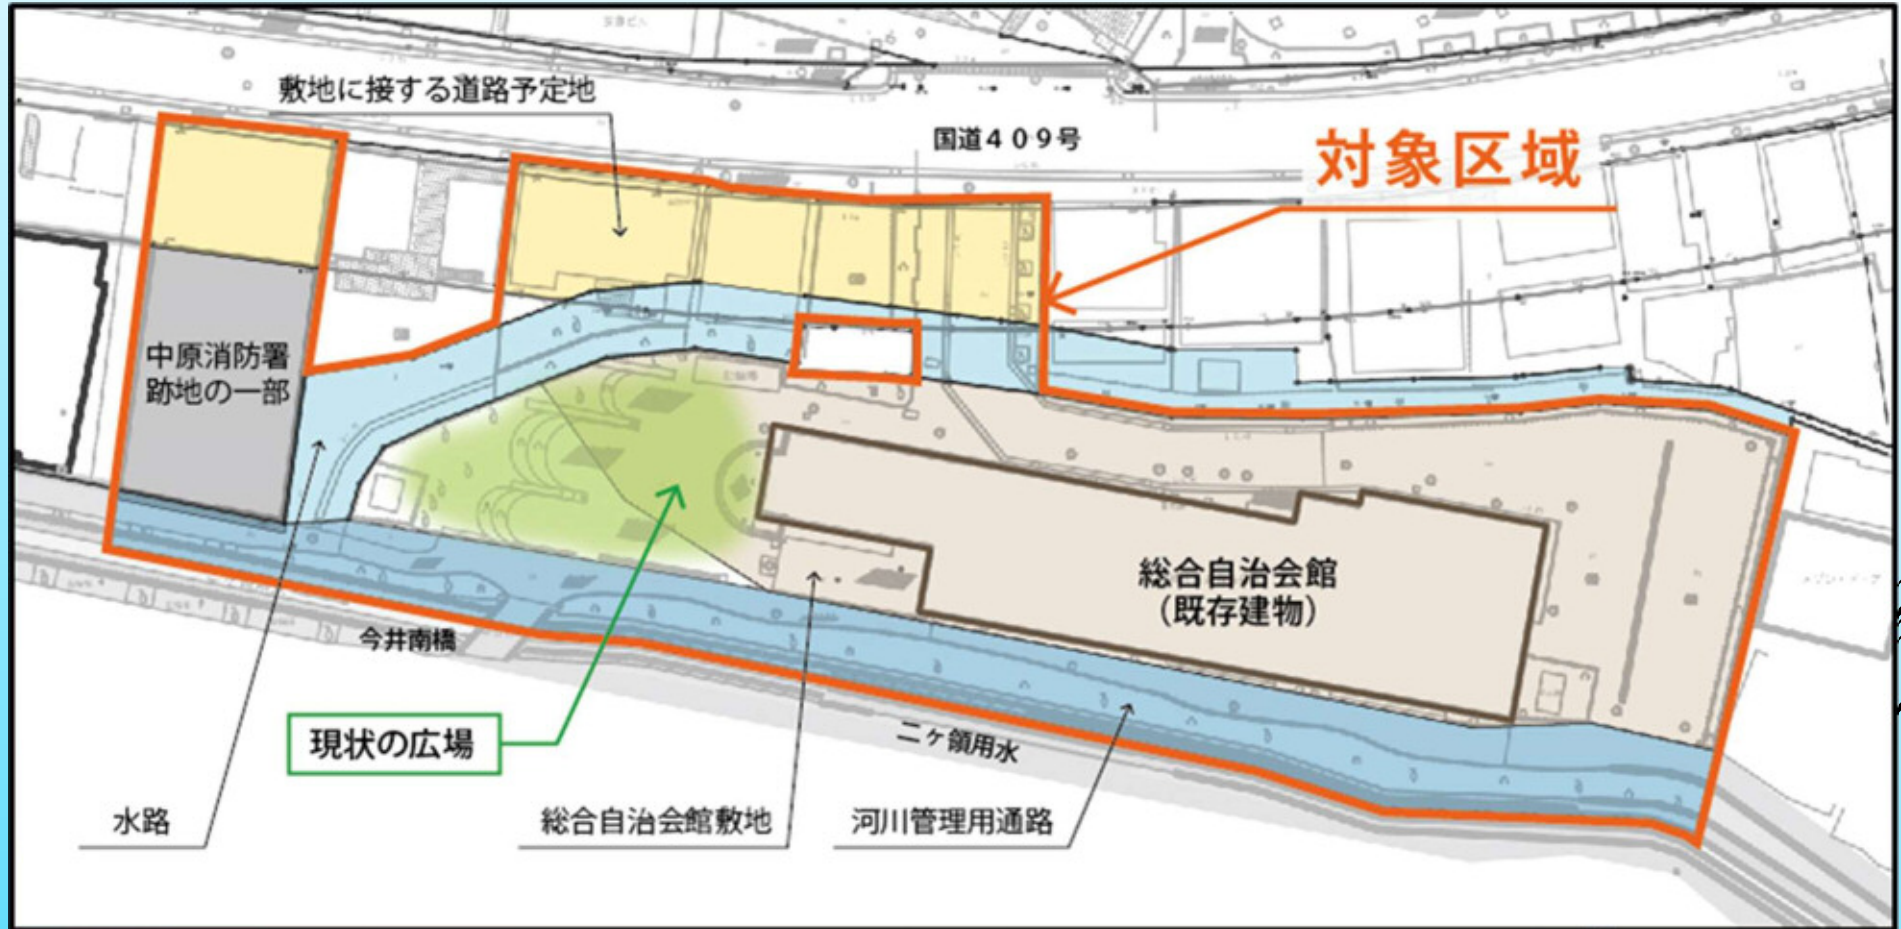 敷地に接する道路予定地
国道409号
対象区域
中原消防署
跡地の一部
総合自治会館
(既存建物)
今井南橋
現状の広場
二ヶ領用水
水路
総合自治会館敷地
河川管理用通路